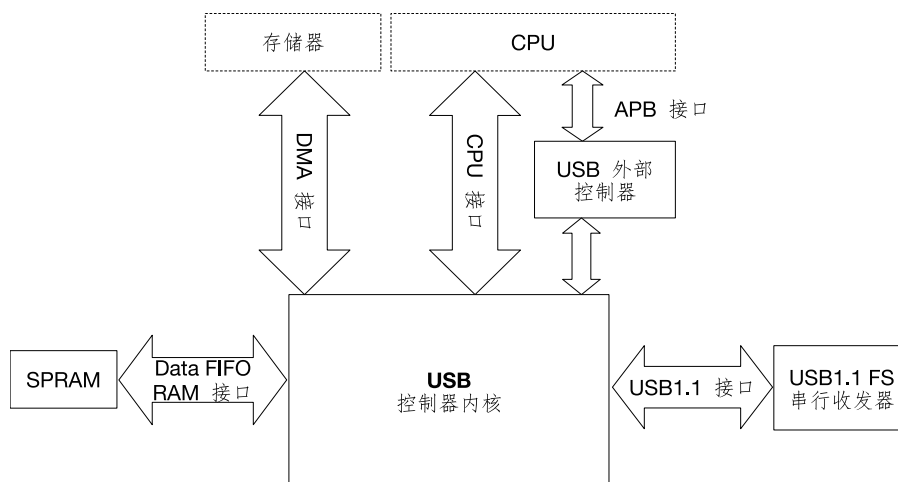 存储器
CPU
APB 接口
DMA 接口
CPU 接口
USB 外部
控制器
SPRAM
Data FIFO
RAM 接口
USB
控制器内核
USB1.1 接口
USB1.1 FS
串行收发器